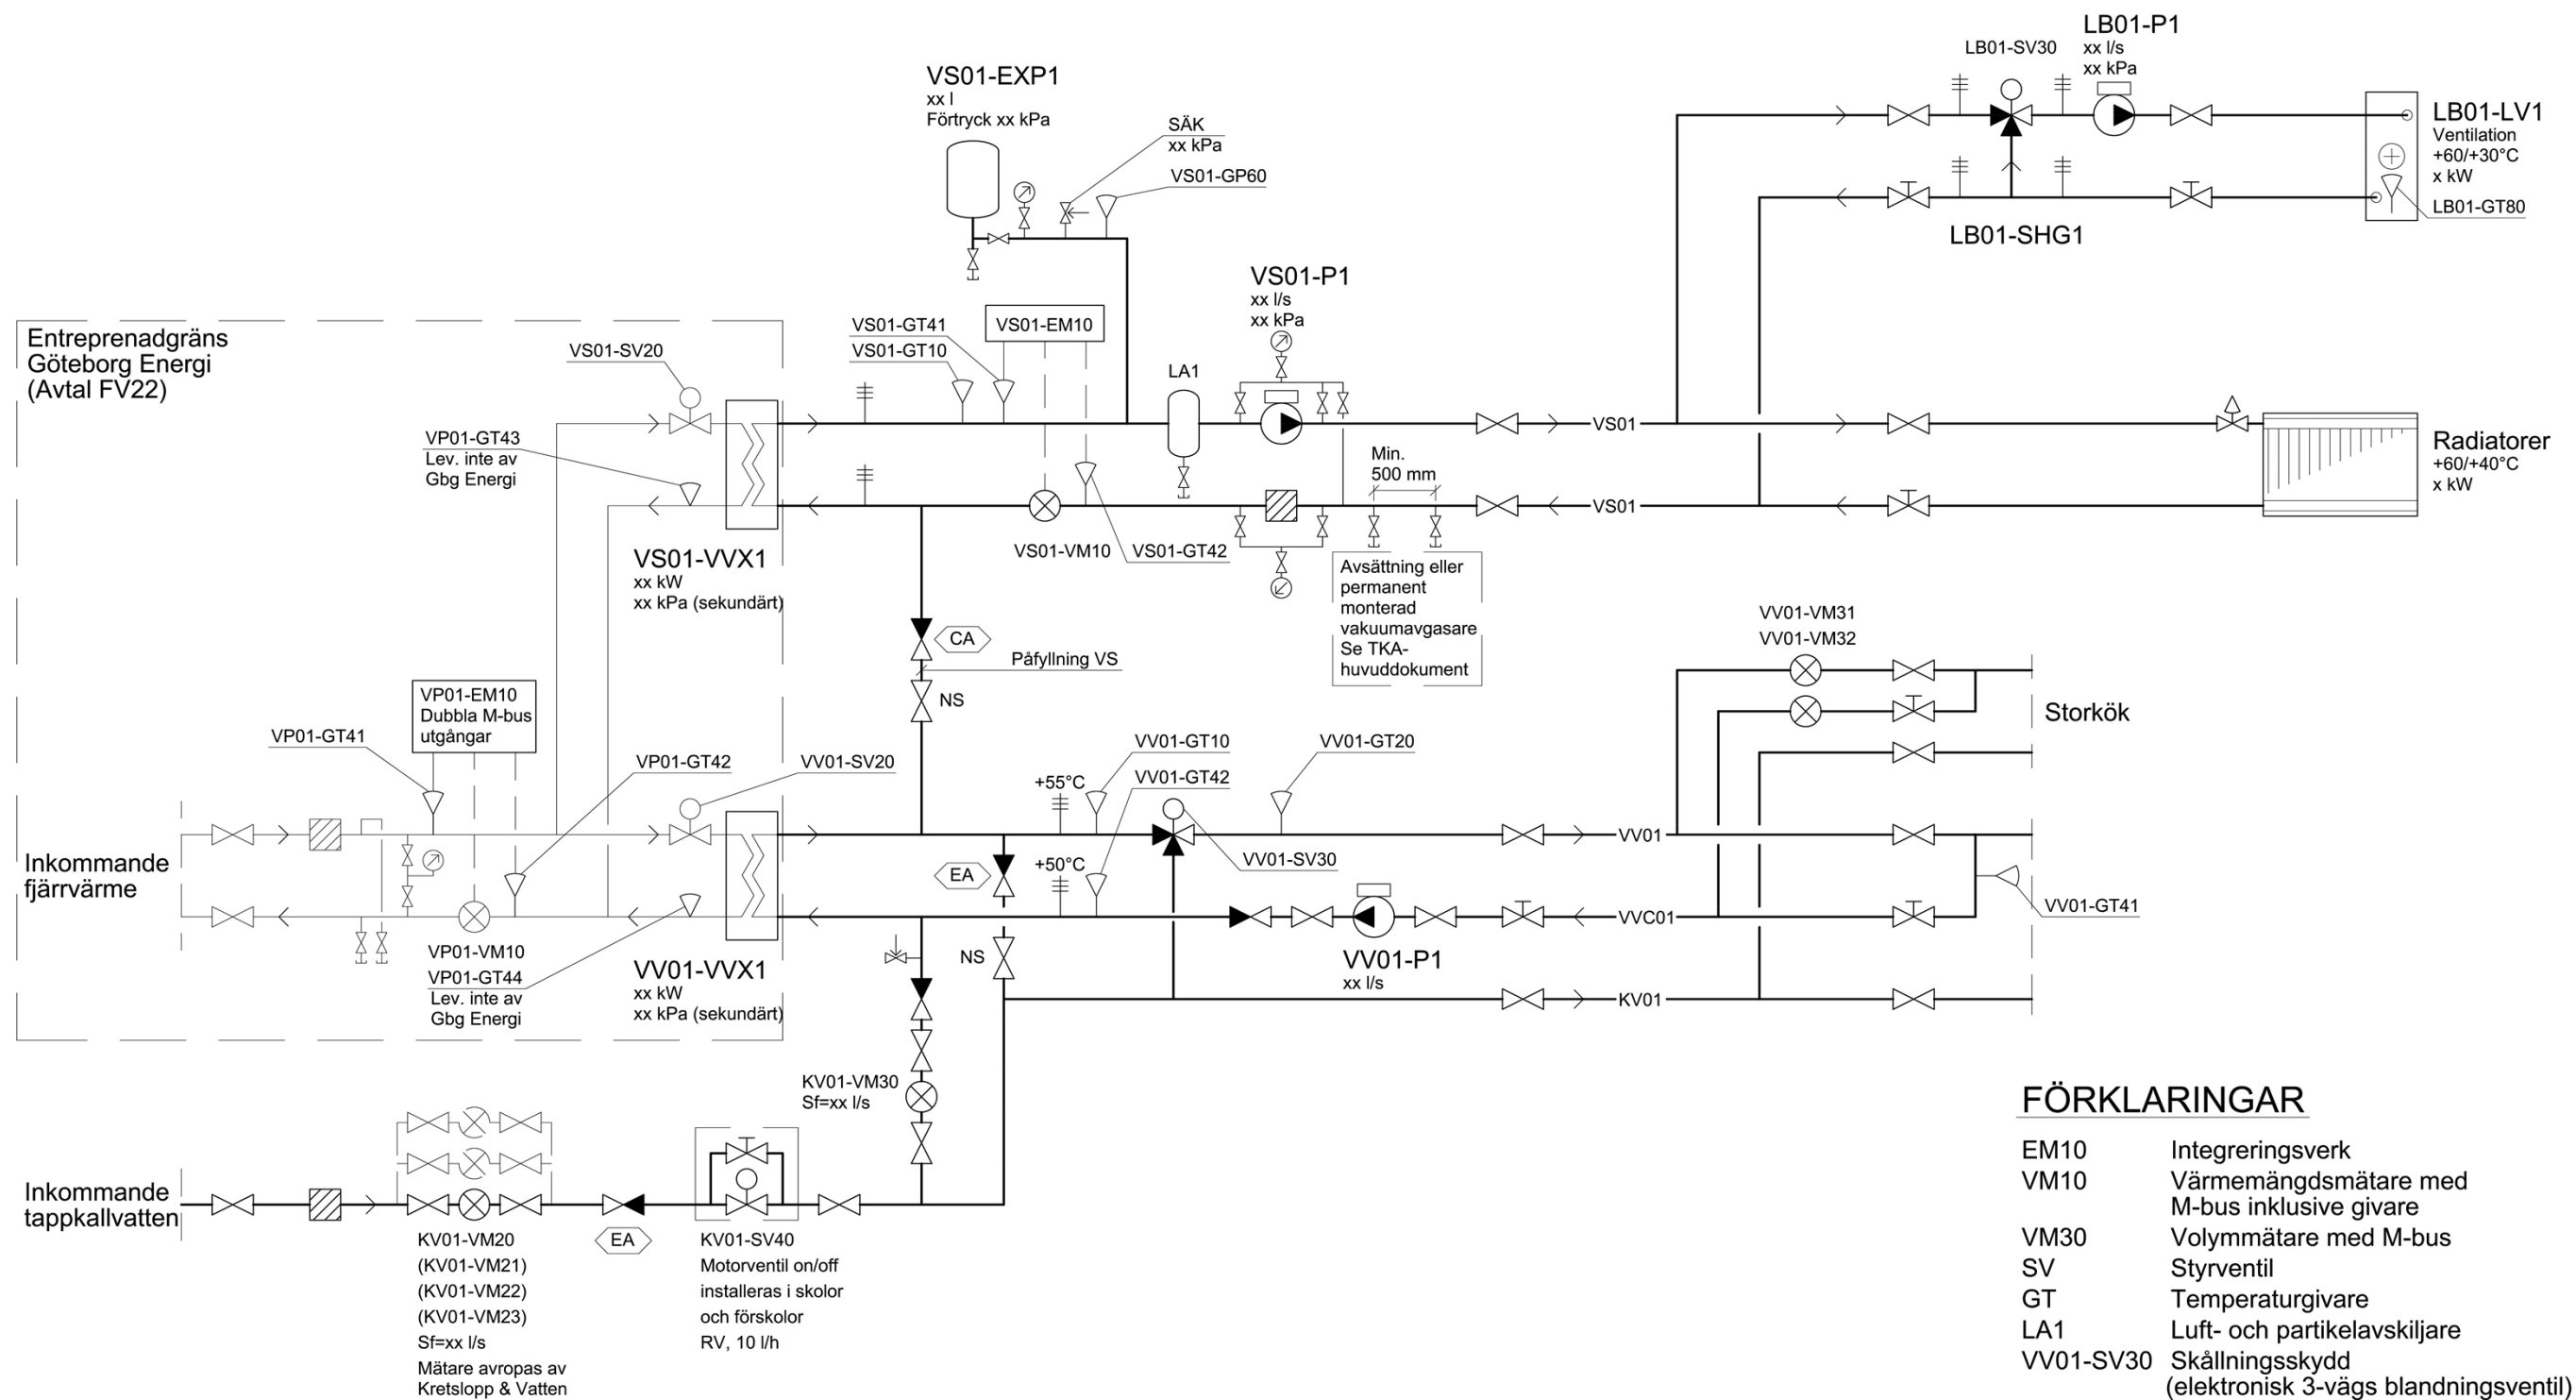 LB01-P1
xx l/s
xx kPa
LB01-SV30
VS01-EXP1
xx l
Förtryck xx kPa
SÄK
xx kPa
VS01-GP60
LB01-LV1
Ventilation
+60/+30°C
x kW
LB01-GT80
LB01-SHG1
VS01-P1
xx l/s
xx kPa
Entreprenadgräns
Göteborg Energi
(Avtal FV22)
VS01-SV20
VS01-GT41
VS01-GT10
VS01-EM10
LA1
VS01
VP01-GT43
Lev. inte av
Gbg Energi
Min.
500 mm
Radiatorer
+60/+40°C
x kW
VS01
VS01-VVX1
xx kW
xx kPa (sekundärt)
VS01-VM10
VS01-GT42
Avsättning eller
permanent
monterad
vakuumavgasare
Se TKA-
huvuddokument
CA
Påfyllning VS
NS
VV01-VM31
VV01-VM32
Storkök
VP01-EM10
Dubbla M-bus
utgångar
VP01-GT41
VP01-GT42
VV01-SV20
+55°C
VV01-GT10
VV01-GT42
VV01-GT20
VV01
VV01-SV30
Inkommande
fjärrvärme
EA
+50°C
VVC01
VV01-GT41
VP01-VM10
VP01-GT44
Lev. inte av
Gbg Energi
VV01-VVX1
xx kW
xx kPa (sekundärt)
NS
VV01-P1
xx l/s
KV01
KV01-VM30
Sf=xx l/s
Inkommande
tappkallvatten
KV01-VM20
(KV01-VM21)
(KV01-VM22)
(KV01-VM23)
Sf=xx l/s
Mätare avropas av
Kretslopp & Vatten
EA
KV01-SV40
Motorventil on/off
installeras i skolor
och förskolor
RV, 10 l/h
FÖRKLARINGAR
EM10 Integreringsverk
VM10 Värmemängdsmätare med
M-bus inklusive givare
VM30 Volymmätare med M-bus
SV Styrventil
GT Temperaturgivare
LA1 Luft- och partikelavskiljare
VV01-SV30 Skållningsskydd
(elektronisk 3-vägs blandningsventil)